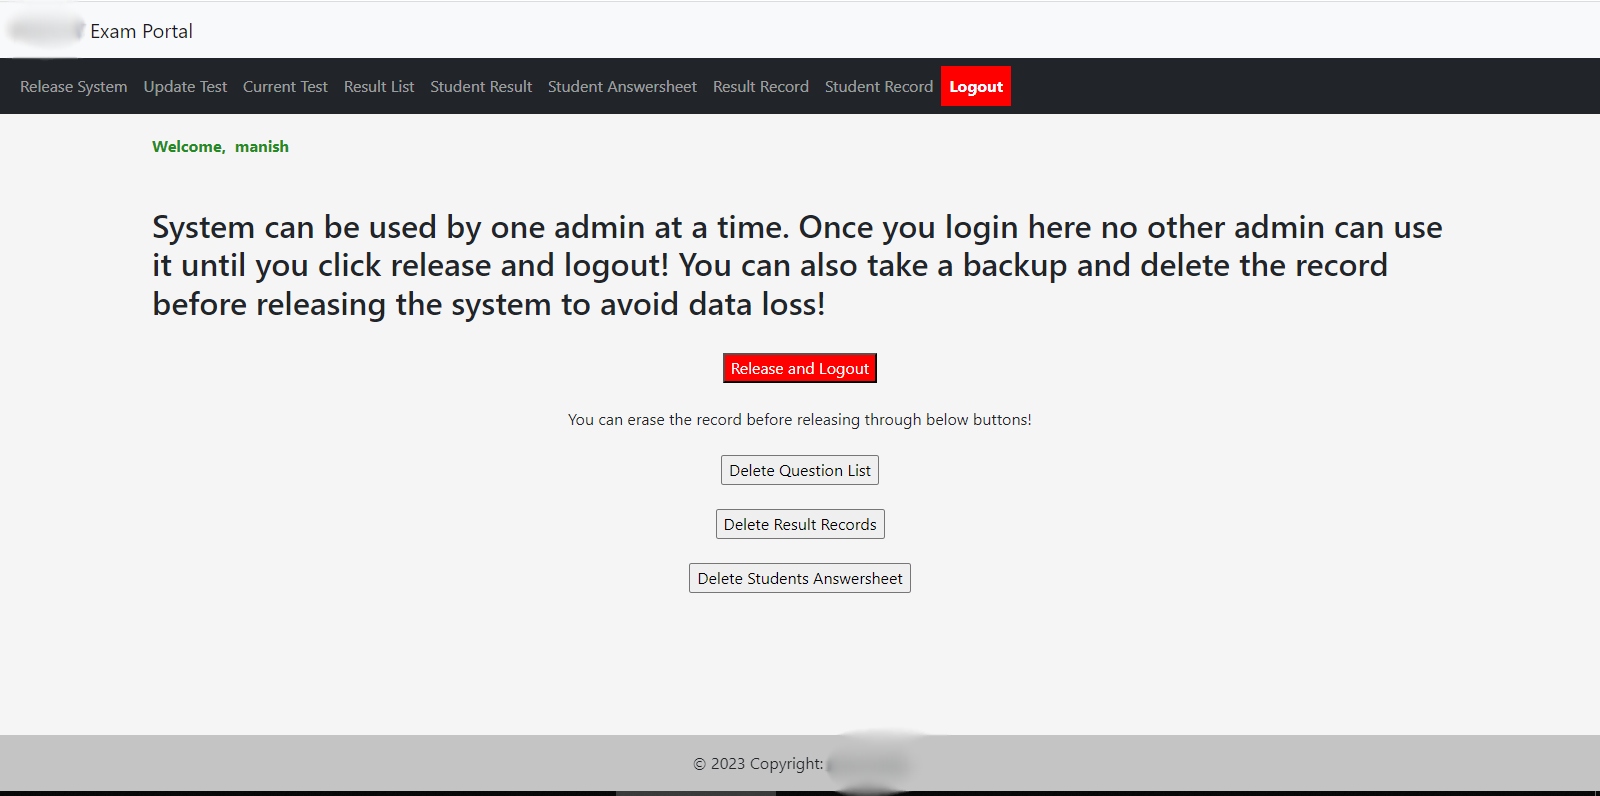 Exam Portal
Release System Update Test Current Test Result List Student Result Student Answersheet Result Record Student Record Logout
Welcome, manish
System can be used by one admin at a time. Once you login here no other admin can use
it until you click release and logout! You can also take a backup and delete the record
before releasing the system to avoid data loss!
Release and Logout
You can erase the record before releasing through below buttons!
Delete Question List
Delete Result Records
Delete Students Answersheet
© 2023 Copyright: